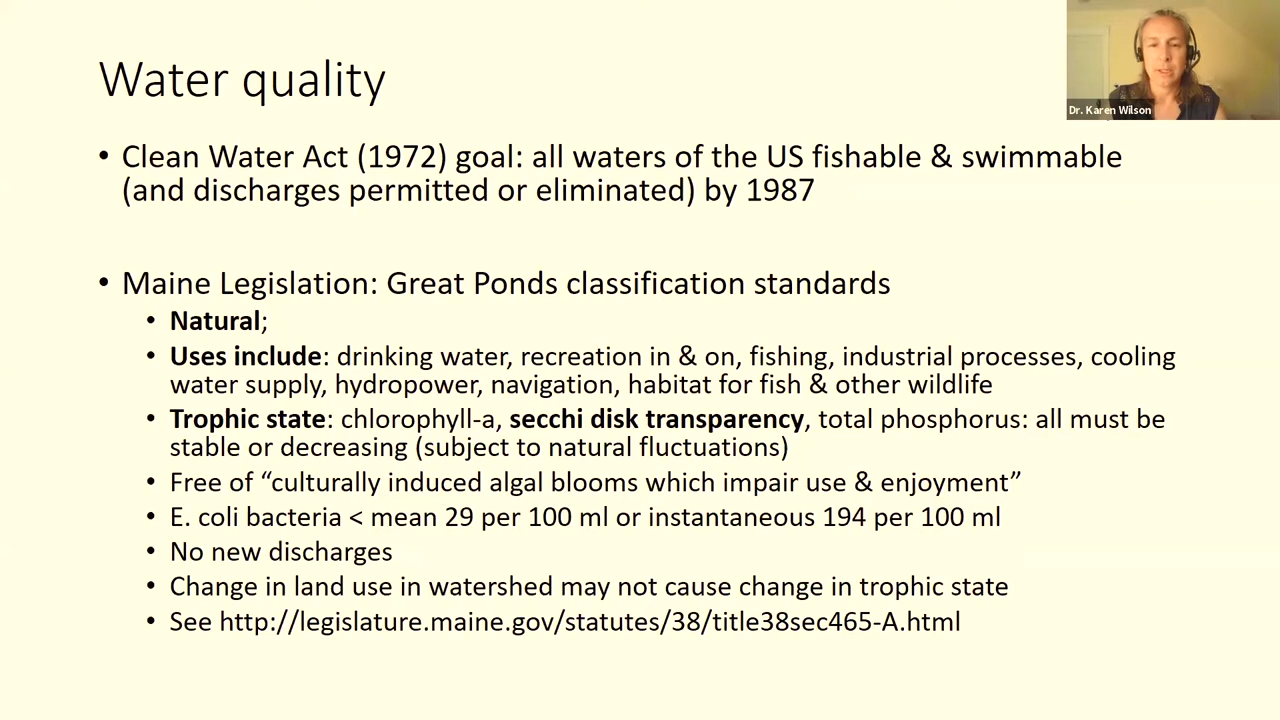 Water quality
Dr. Karen Wilson
• Clean Water Act (1972) goal: all waters of the US fishable & swimmable
(and discharges permitted or eliminated) by 1987
• Maine Legislation: Great Ponds classification standards
• Natural;
• Uses include: drinking water, recreation in & on, fishing, industrial processes, cooling
water supply, hydropower, navigation, habitat for fish & other wildlife
• Trophic state: chlorophyll-a, secchi disk transparency, total phosphorus: all must be
stable or decreasing (subject to natural fluctuations)
• Free of “culturally induced algal blooms which impair use & enjoyment”
• E. coli bacteria < mean 29 per 100 ml or instantaneous 194 per 100 ml
• No new discharges
• Change in land use in watershed may not cause change in trophic state
• See http://legislature.maine.gov/statutes/38/title38sec465-A.html